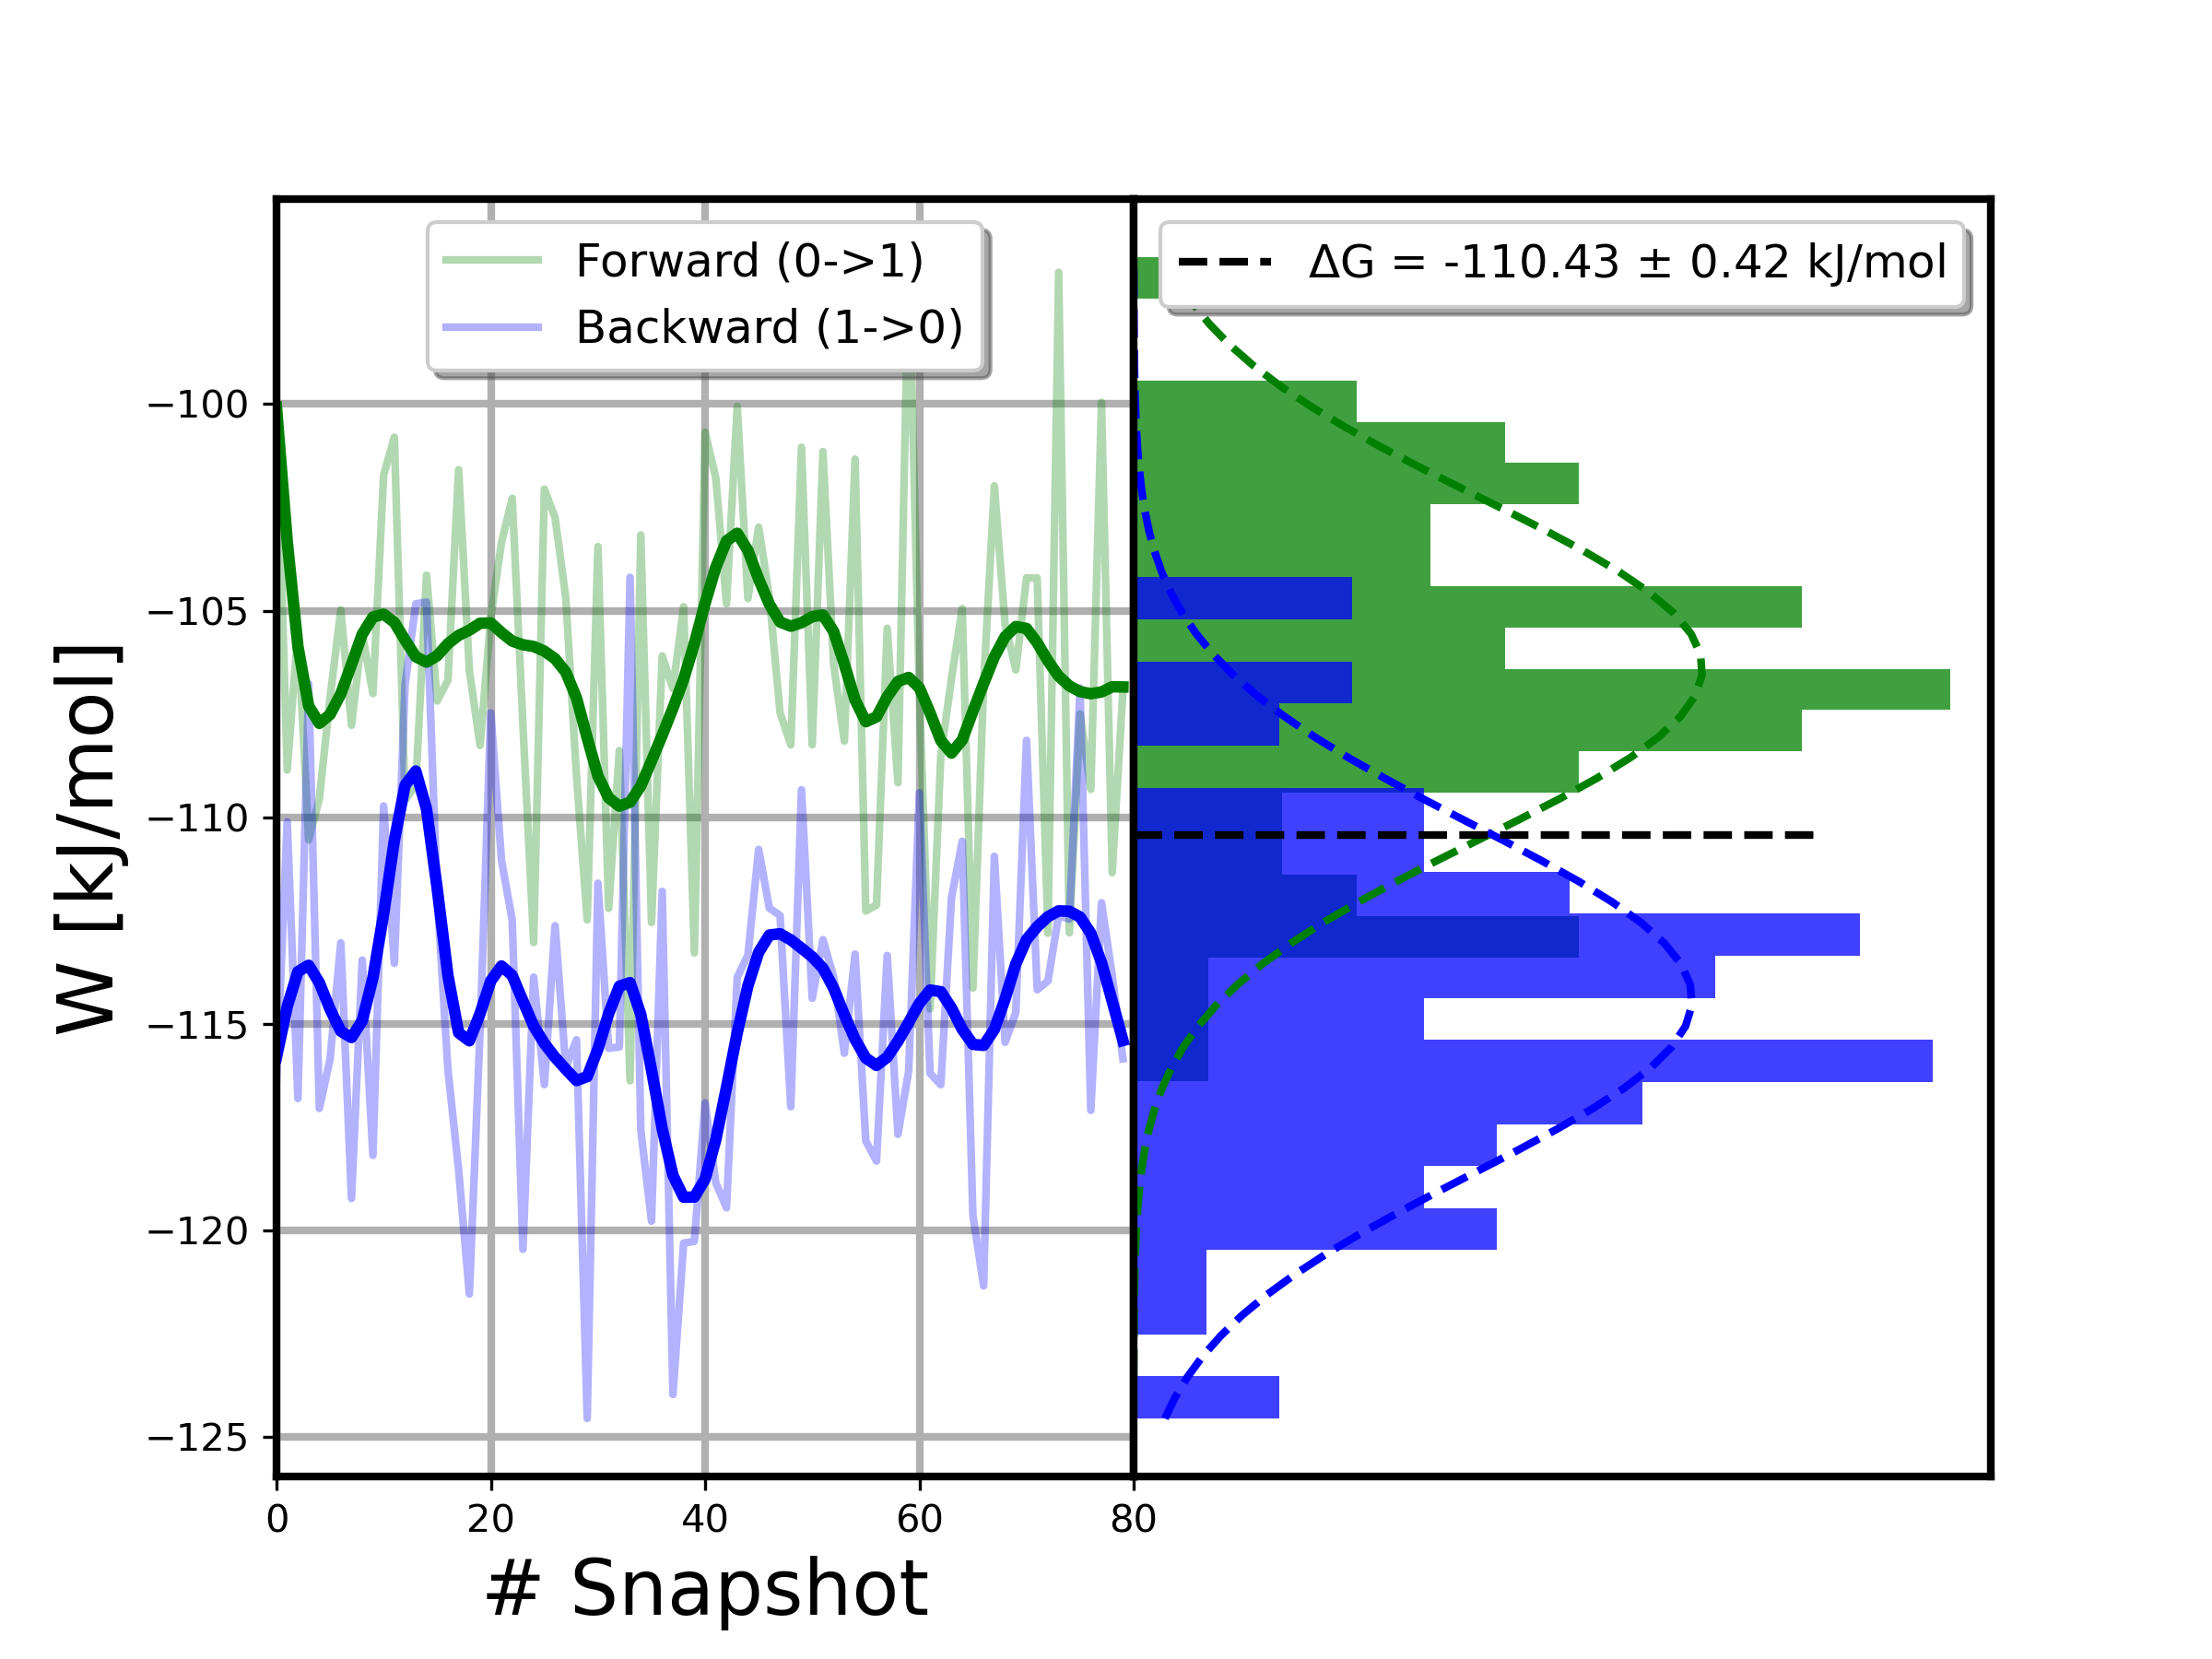 Forward (0->1)
Backward (1->0)
ΔG = -110.43 ± 0.42 kJ/mol
W [kJ/mol]
−100
−105
−110
−115
−120
−125
0 20 40 60 80
# Snapshot